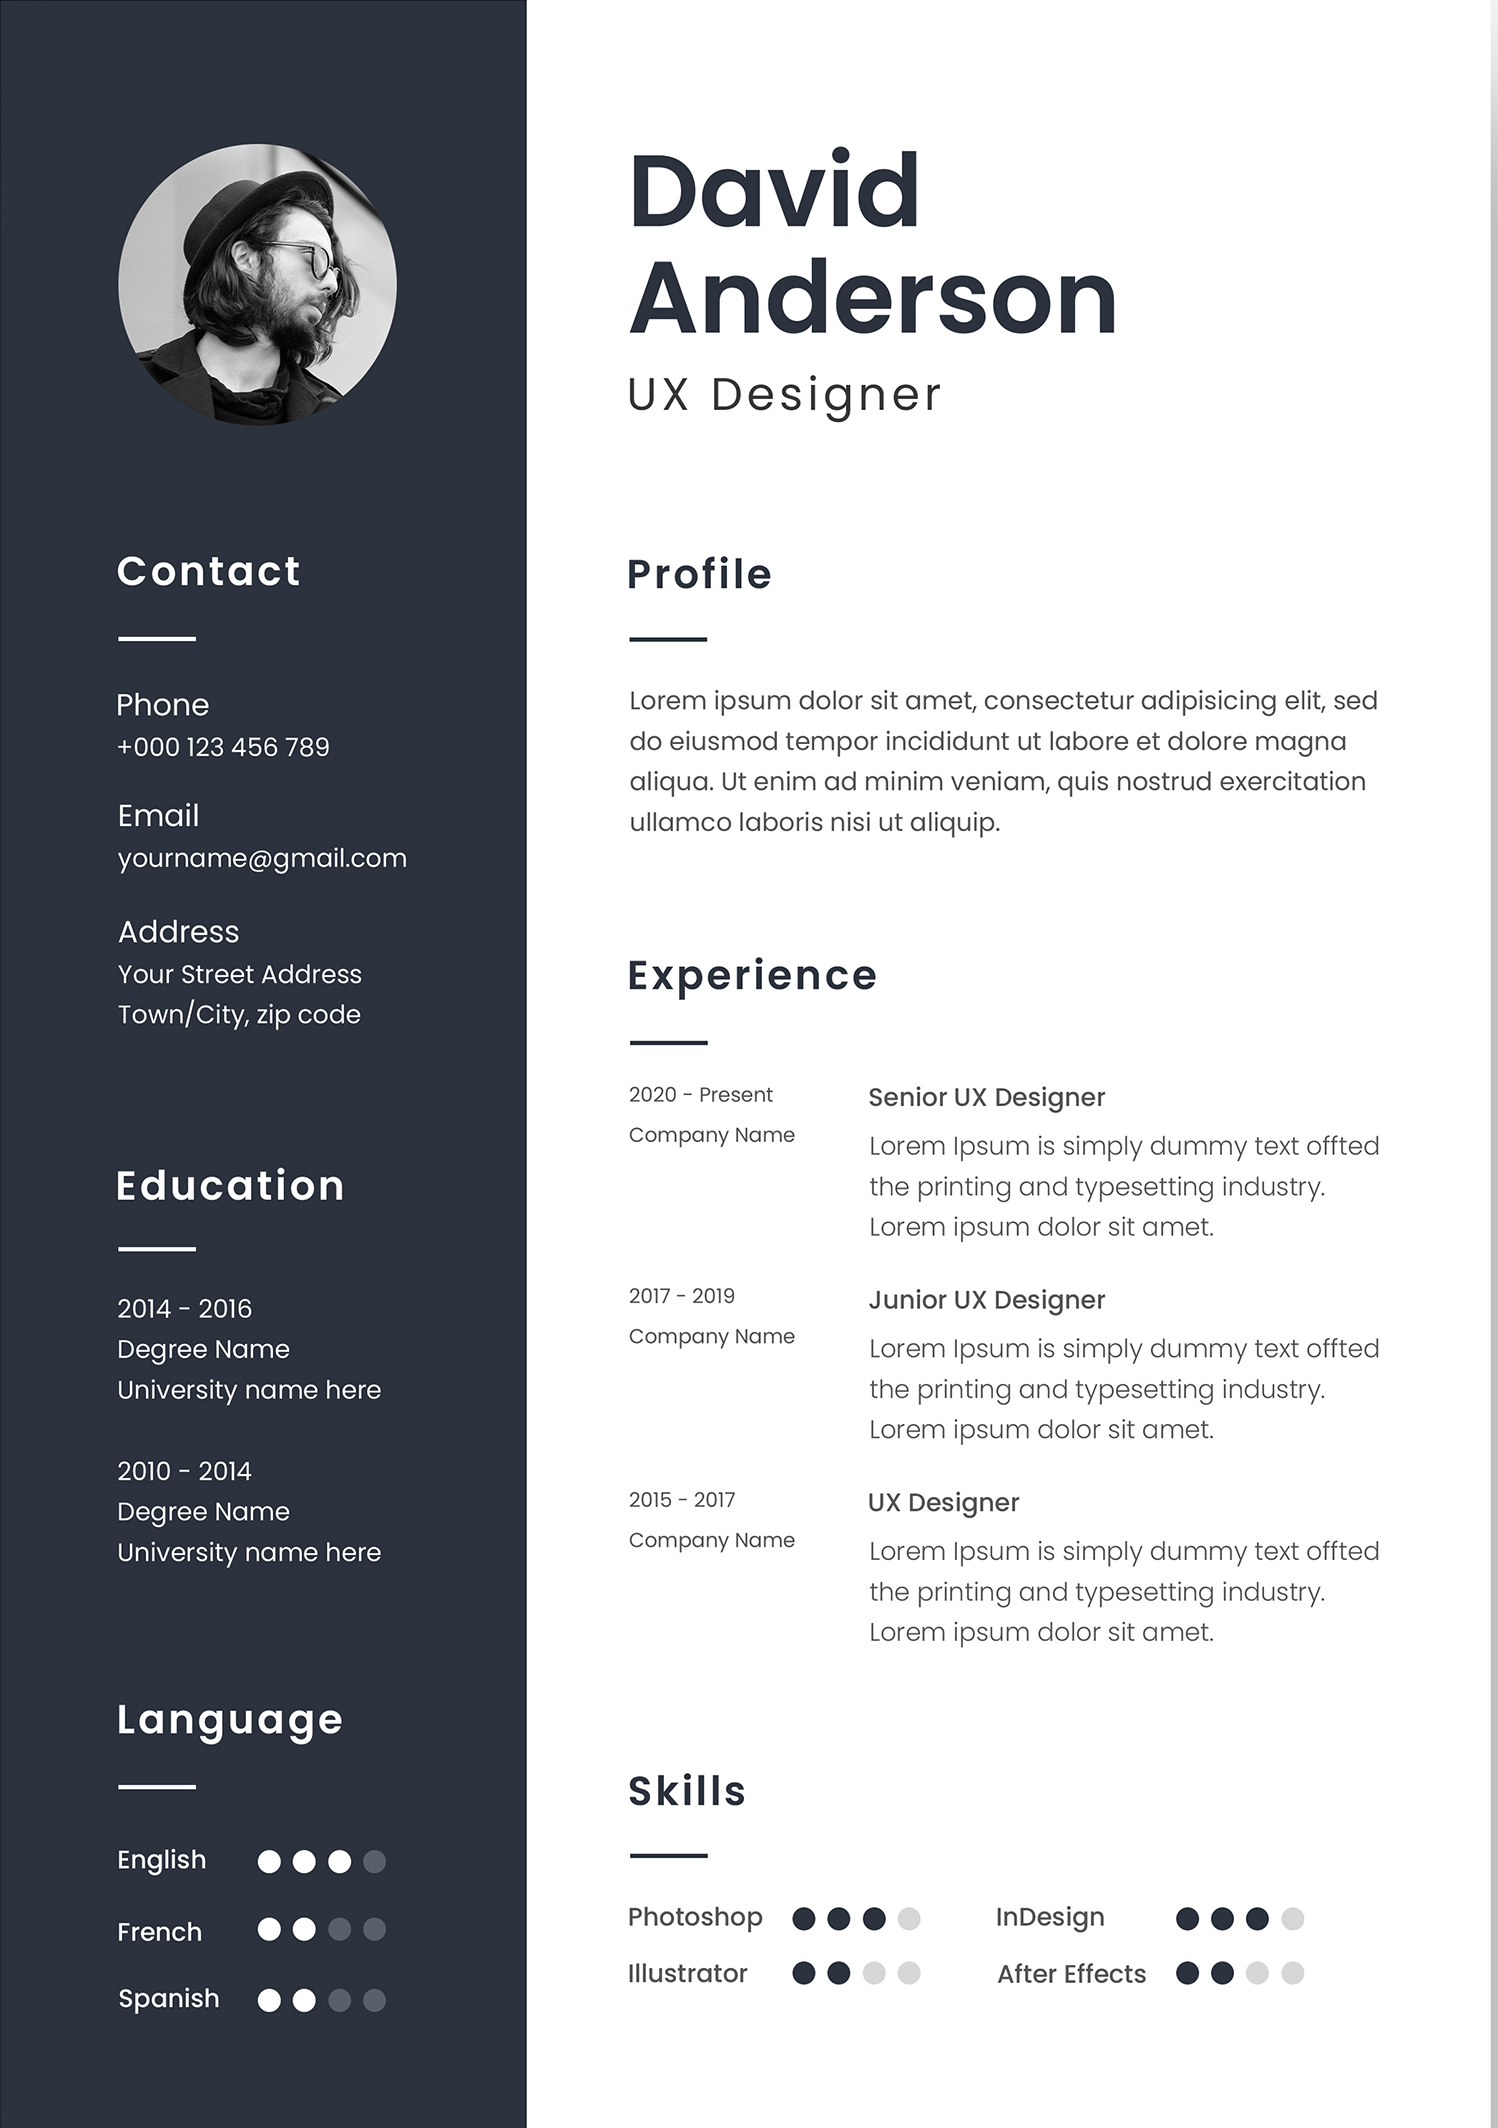 David
Anderson
UX Designer
Contact
Phone
+000 123 456 789
Email
yourname@gmail.com
Address
Your Street Address
Town/City, zip code
Education
2014 - 2016
Degree Name
University name here
2010 - 2014
Degree Name
University name here
Language
English
French
Spanish
Profile
Lorem ipsum dolor sit amet, consectetur adipisicing elit, sed
do eiusmod tempor incididunt ut labore et dolore magna
aliqua. Ut enim ad minim veniam, quis nostrud exercitation
ullamco laboris nisi ut aliquip.
Experience
2020 - Present
Company Name
Senior UX Designer
Lorem Ipsum is simply dummy text offted
the printing and typesetting industry.
Lorem ipsum dolor sit amet.
2017 - 2019
Company Name
Junior UX Designer
Lorem Ipsum is simply dummy text offted
the printing and typesetting industry.
Lorem ipsum dolor sit amet.
2015 - 2017
Company Name
UX Designer
Lorem Ipsum is simply dummy text offted
the printing and typesetting industry.
Lorem ipsum dolor sit amet.
Skills
Photoshop
InDesign
Illustrator
After Effects